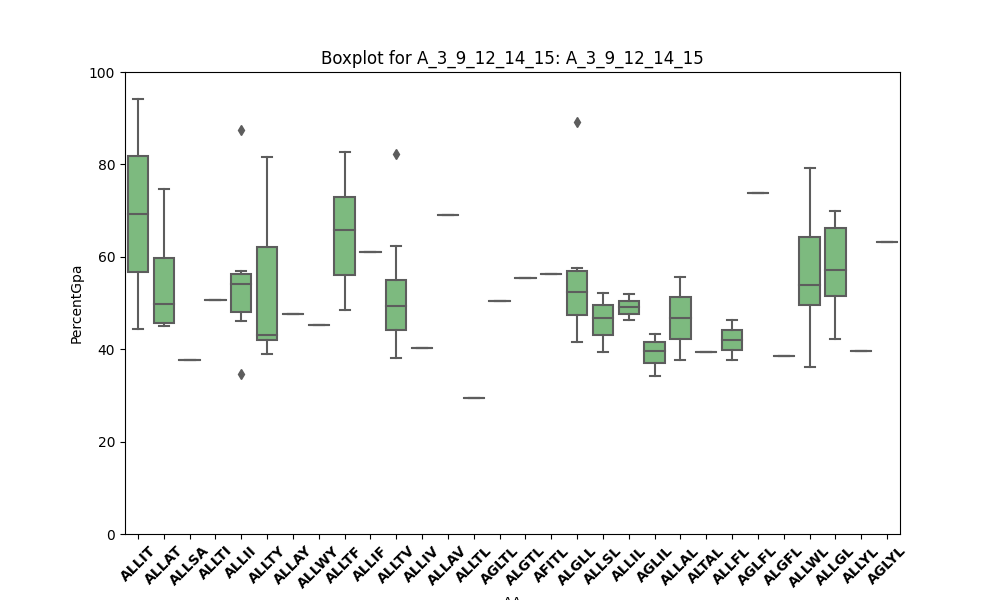 Boxplot for A_3_9_12_14_15: A_3_9_12_14_15
100
80
60
40
20
0
PercentGpa
ALLIT ALLAT ALLSA ALLTI ALLII ALLTY ALLAY ALLWY ALLTF ALLIF ALLTV ALLIV ALLAV ALLTL AGLTL ALGTL AFITL ALGLL ALLSL ALLIL AGLIL ALLAL ALTAL ALLFL AGLFL ALGFL ALLWL ALLGL ALLYL AGLYL